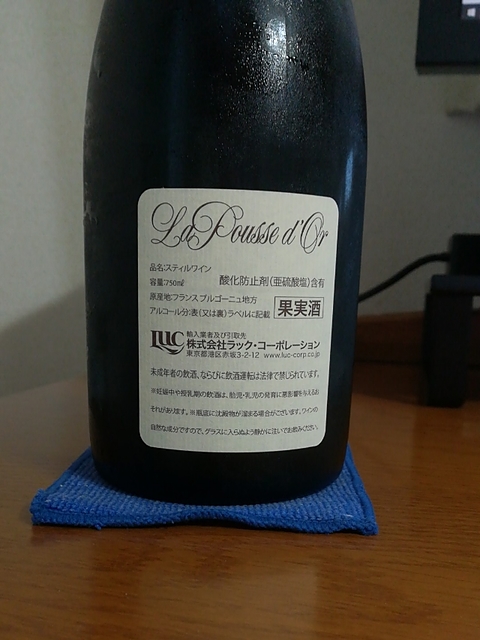 La Pousse d'Or
品名:スティルワイン
容量:750㎖ 酸化防止剤(亜硫酸塩)含有
原産地:フランスブルゴーニュ地方
アルコール分:表(又は裏)ラベルに記載 果実酒
LUC 輸入業者及び引取先
株式会社ラック・コーポレーション
東京都港区赤坂3-2-12 www.luc-corp.co.jp
未成年者の飲酒、ならびに飲酒運転は法律で禁じられています。
※妊娠中や授乳期の飲酒は、胎児・乳児の発育に悪影響を与えるお
それがあります。※瓶底に沈殿物が溜まる場合がございます。ワインの
自然な成分ですので、グラスに入らぬよう静かに注いでお飲みください。